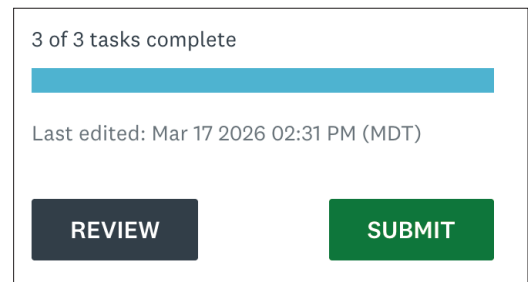 3 of 3 tasks complete
Last edited: Mar 17 2026 02:31 PM (MDT)
REVIEW
SUBMIT